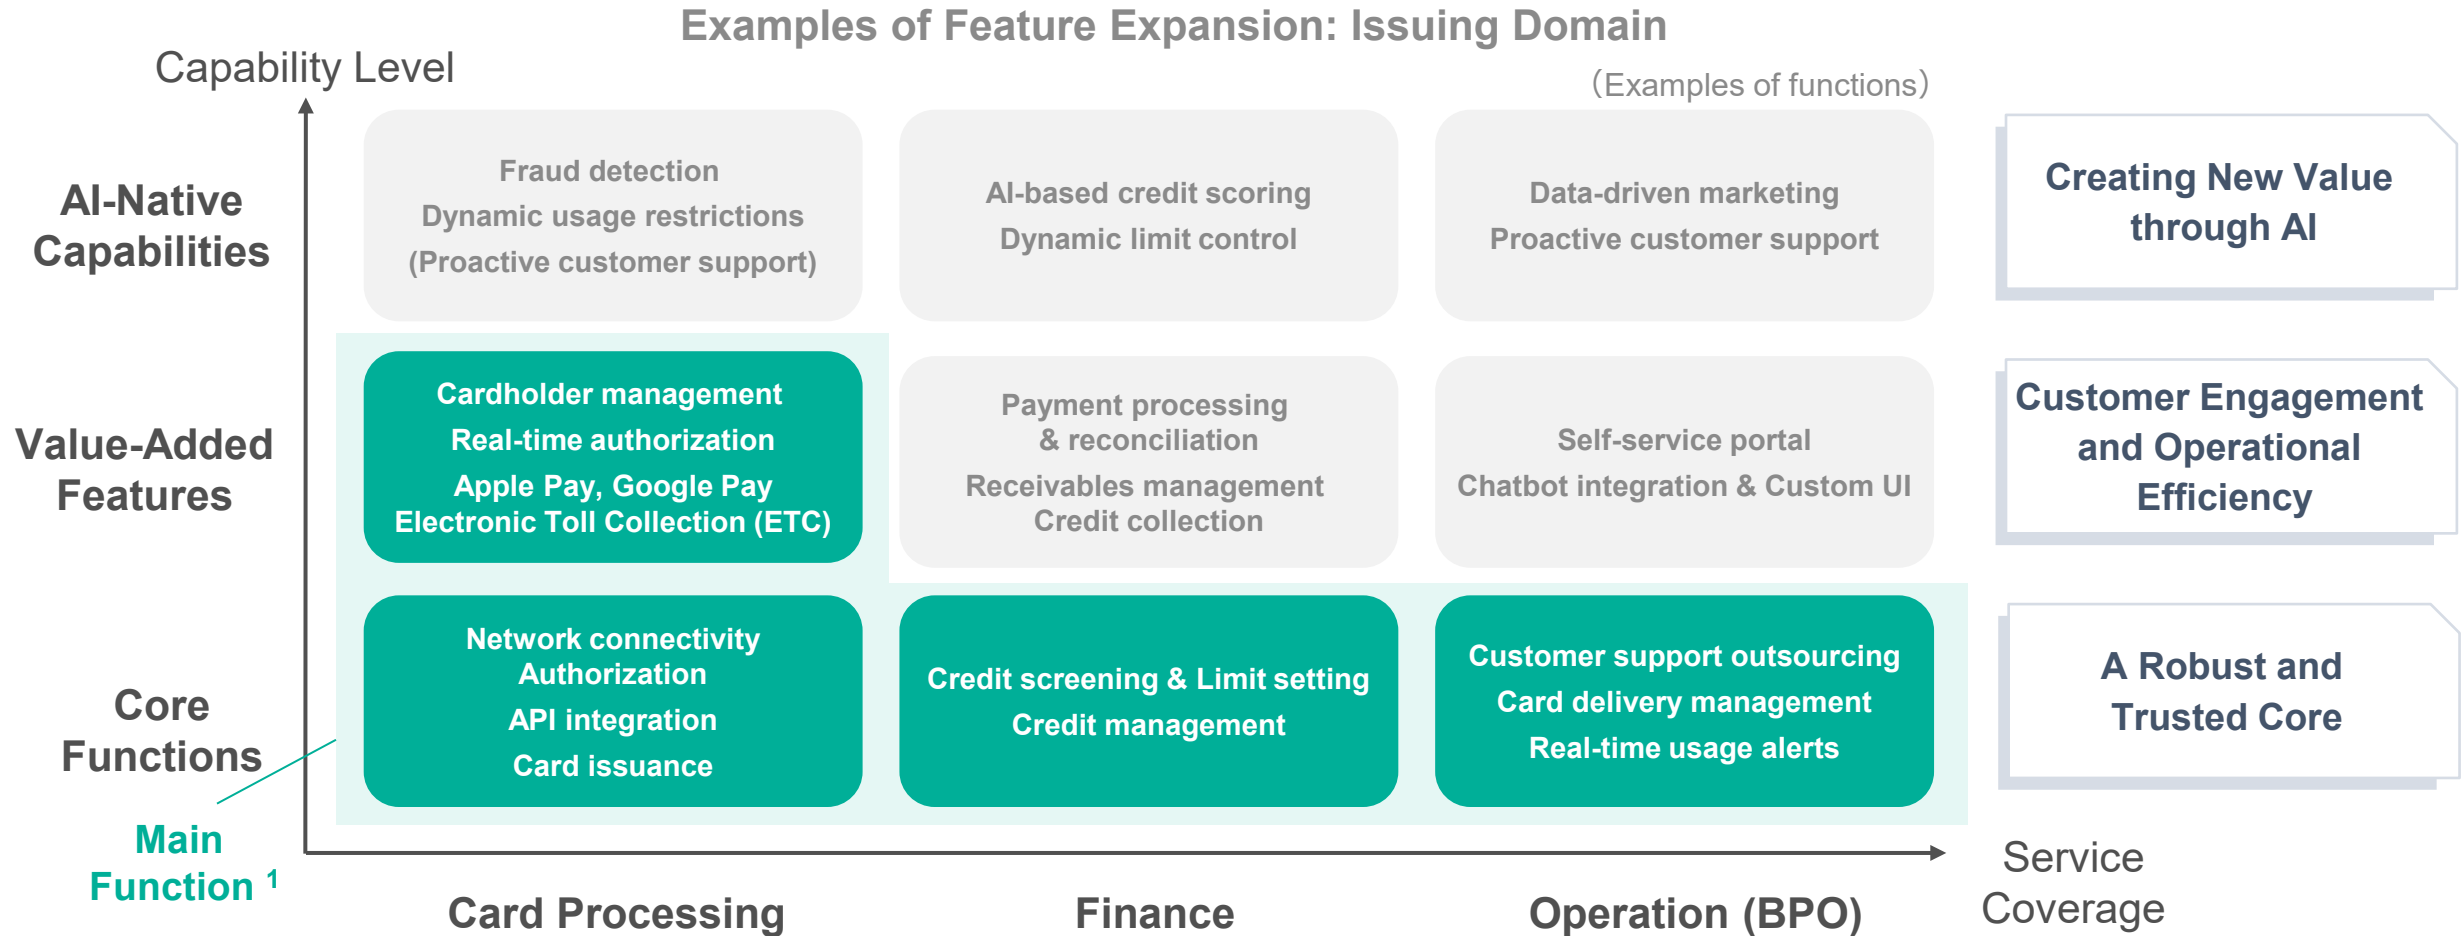 Examples of Feature Expansion: Issuing Domain
Capability Level
（Examples of functions）
AI-Native
Capabilities
Fraud detection
Dynamic usage restrictions
(Proactive customer support)
AI-based credit scoring
Dynamic limit control
Data-driven marketing
Proactive customer support
Creating New Value
through AI
Value-Added
Features
Cardholder management
Real-time authorization
Apple Pay, Google Pay
Electronic Toll Collection (ETC)
Payment processing
& reconciliation
Receivables management
Credit collection
Self-service portal
Chatbot integration & Custom UI
Customer Engagement
and Operational
Efficiency
Core
Functions
Network connectivity
Authorization
API integration
Card issuance
Credit screening & Limit setting
Credit management
Customer support outsourcing
Card delivery management
Real-time usage alerts
A Robust and
Trusted Core
Main
Function 1
Card Processing
Finance
Operation (BPO)
Service
Coverage